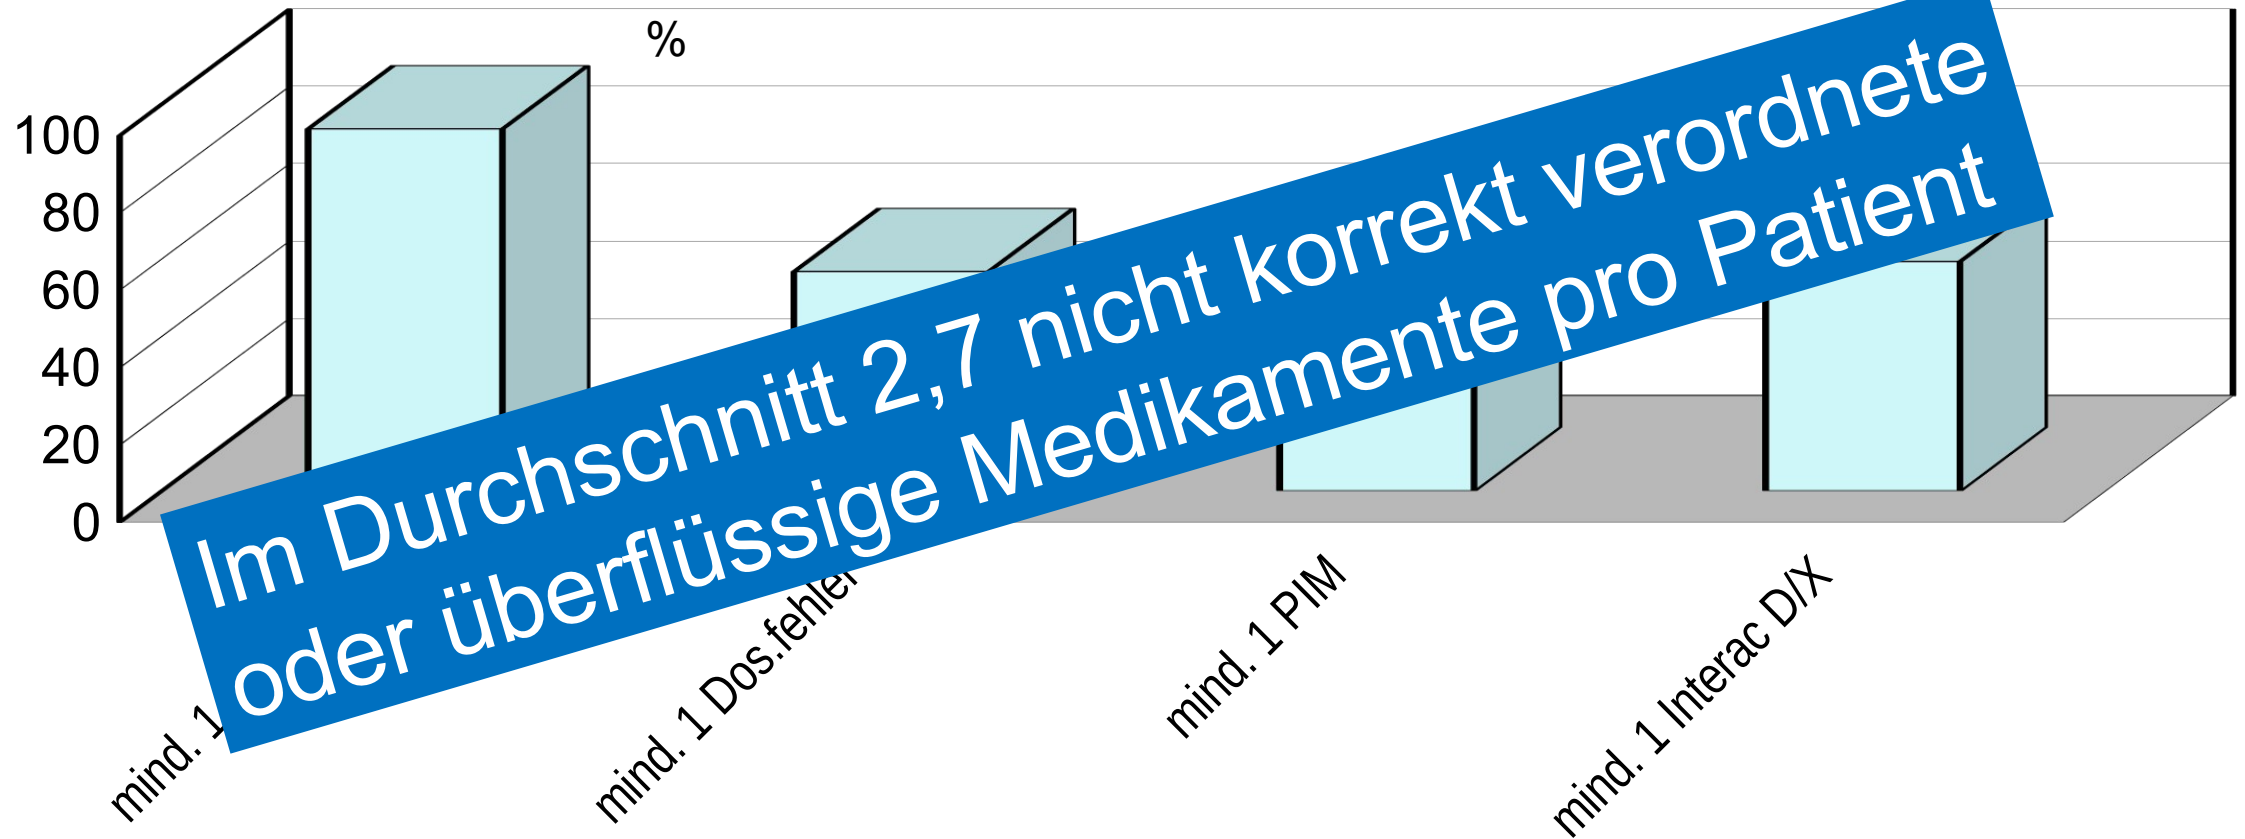 %
100
80
60
40
20
0
Im Durchschnitt 2,7 nicht korrekt verordnete
oder überflüssige Medikamente pro Patient
mind. 1
mind. 1 Dos.fehler
mind. 1 PIM
mind. 1 Interac D/X